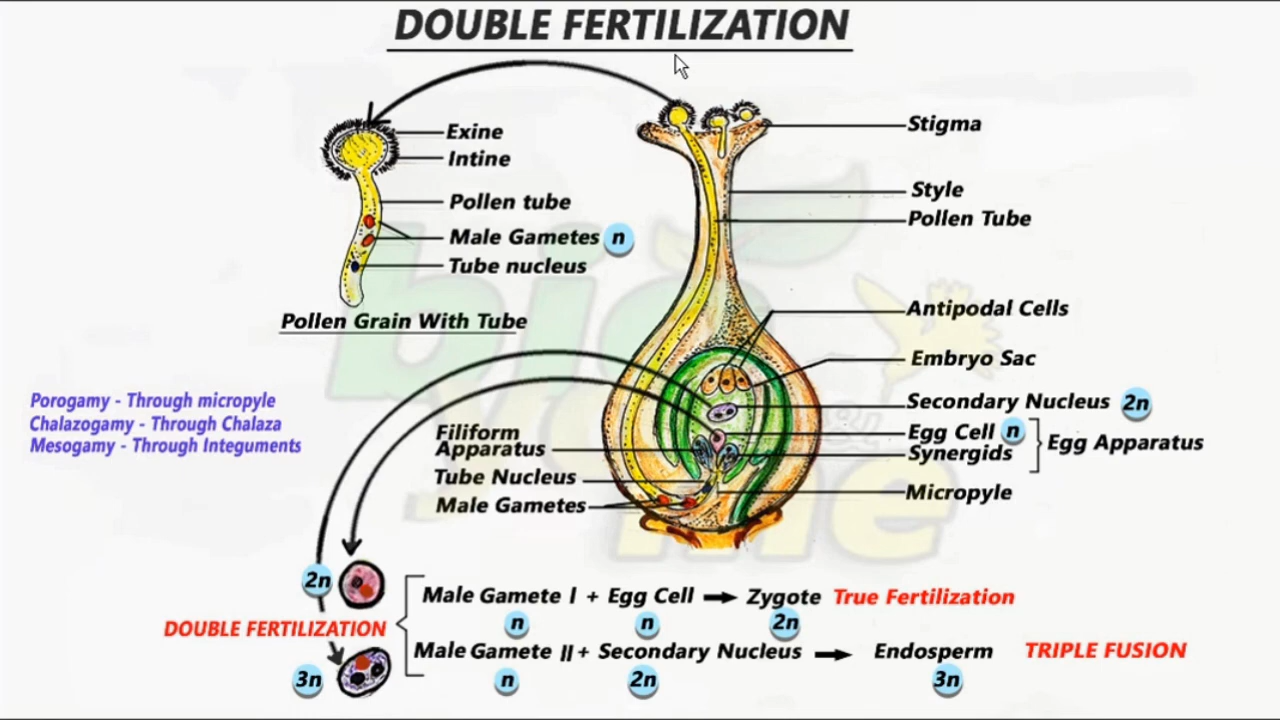 DOUBLE FERTILIZATION
Exine
Intine
Pollen tube
Male Gametes n
Tube nucleus
Pollen Grain With Tube
Stigma
Style
Pollen Tube
Antipodal Cells
Embryo Sac
Secondary Nucleus 2n
Egg Cell n
Synergids
Egg Apparatus
Micropyle
Porogamy - Through micropyle
Chalazogamy - Through Chalaza
Mesogamy - Through Integuments
Filiform
Apparatus
Tube Nucleus
Male Gametes
2n
DOUBLE FERTILIZATION
3n
Male Gamete I + Egg Cell → Zygote True Fertilization
n n 2n
Male Gamete II + Secondary Nucleus → Endosperm TRIPLE FUSION
n 2n 3n
bio
me